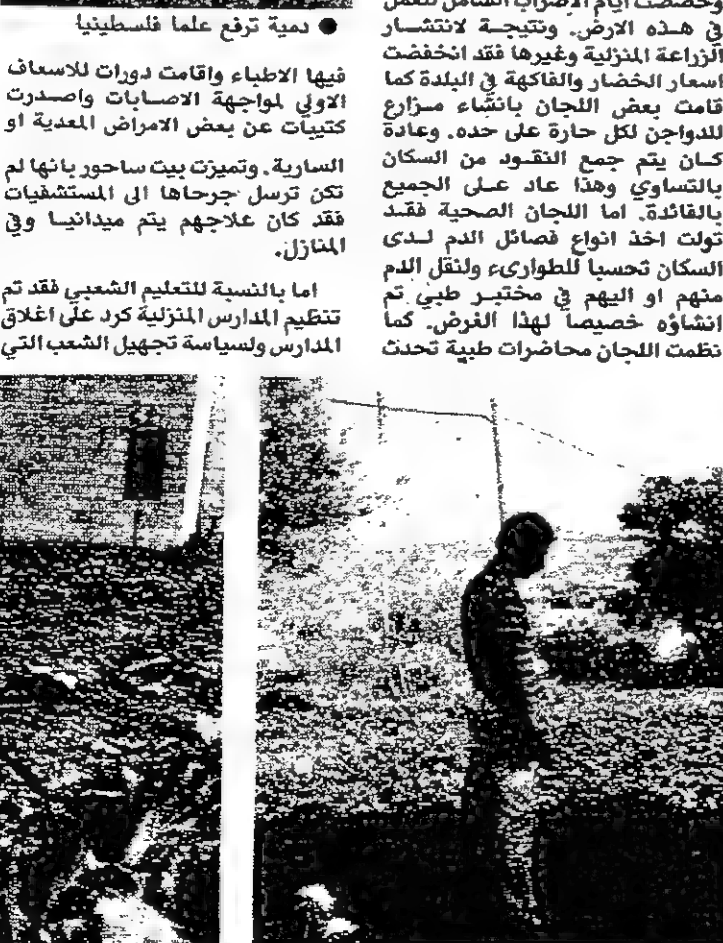 وخصصت ايام الاضراب الشامل للعمل
في هذه الارض. ونتيجة لانتشار
الزراعة المنزلية وغيرها فقد انخفضت
اسعار الخضار والفاكهة في البلدة كما
قامت بعض اللجان بانشاء مزارع
للدواجن لكل حارة على حده. وعادة
كان يتم جمع النقود من السكان
بالتساوي وهذا عاد على الجميع
بالفائدة. اما اللجان الصحية فقد
تولت اخذ انواع فصائل الدم لدى
السكان تحسبا للطوارىء ولنقل الدم
منهم او اليهم في مختبر طبي تم
انشاؤه خصيصا لهذا الغرض. كما
نظمت اللجان محاضرات طبية تحدث
● دمية ترفع علما فلسطينيا
فيها الاطباء واقامت دورات للاسعاف
الاولي لمواجهة الاصابات واصدرت
كتيبات عن بعض الامراض المعدية او
السارية. وتميزت بيت ساحور بانها لم
تكن ترسل جرحاها الى المستشفيات
فقد كان علاجهم يتم ميدانيا وفي
المنازل.
اما بالنسبة للتعليم الشعبي فقد تم
تنظيم المدارس المنزلية كرد على اغلاق
المدارس ولسياسة تجهيل الشعب التي